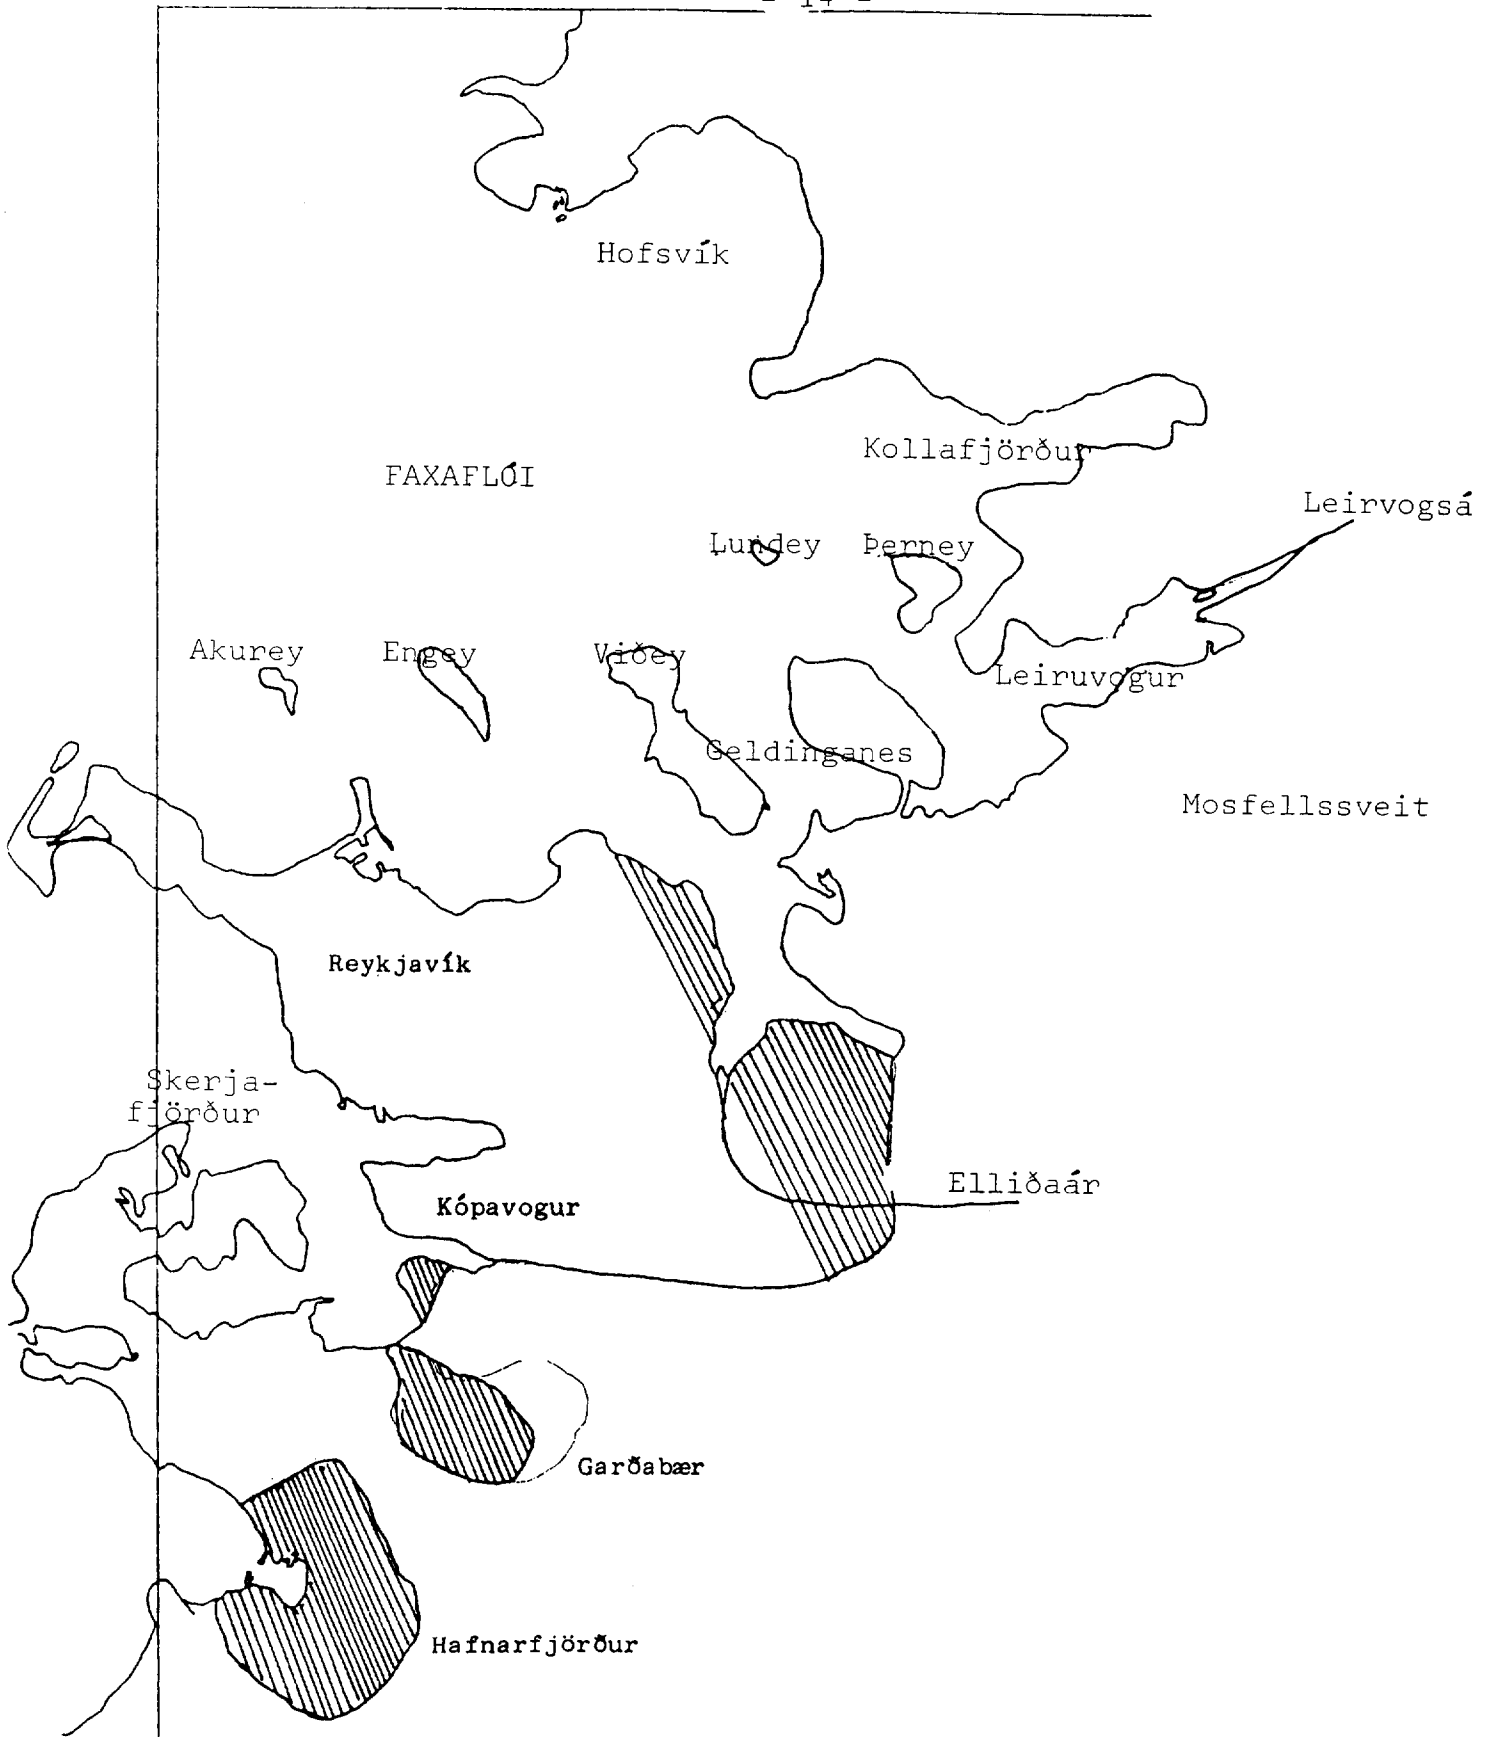 - 14 -
Hofsvík
Kollafjörður
FAXAFLÓI
Leirvogsá
Lundey Þerney
Akurey Engey Viðey
Leiruvogur
Geldinganes
Mosfellssveit
Reykjavík
Skerja-
fjörður
Elliðaár
Kópavogur
Garðabær
Hafnarfjörður